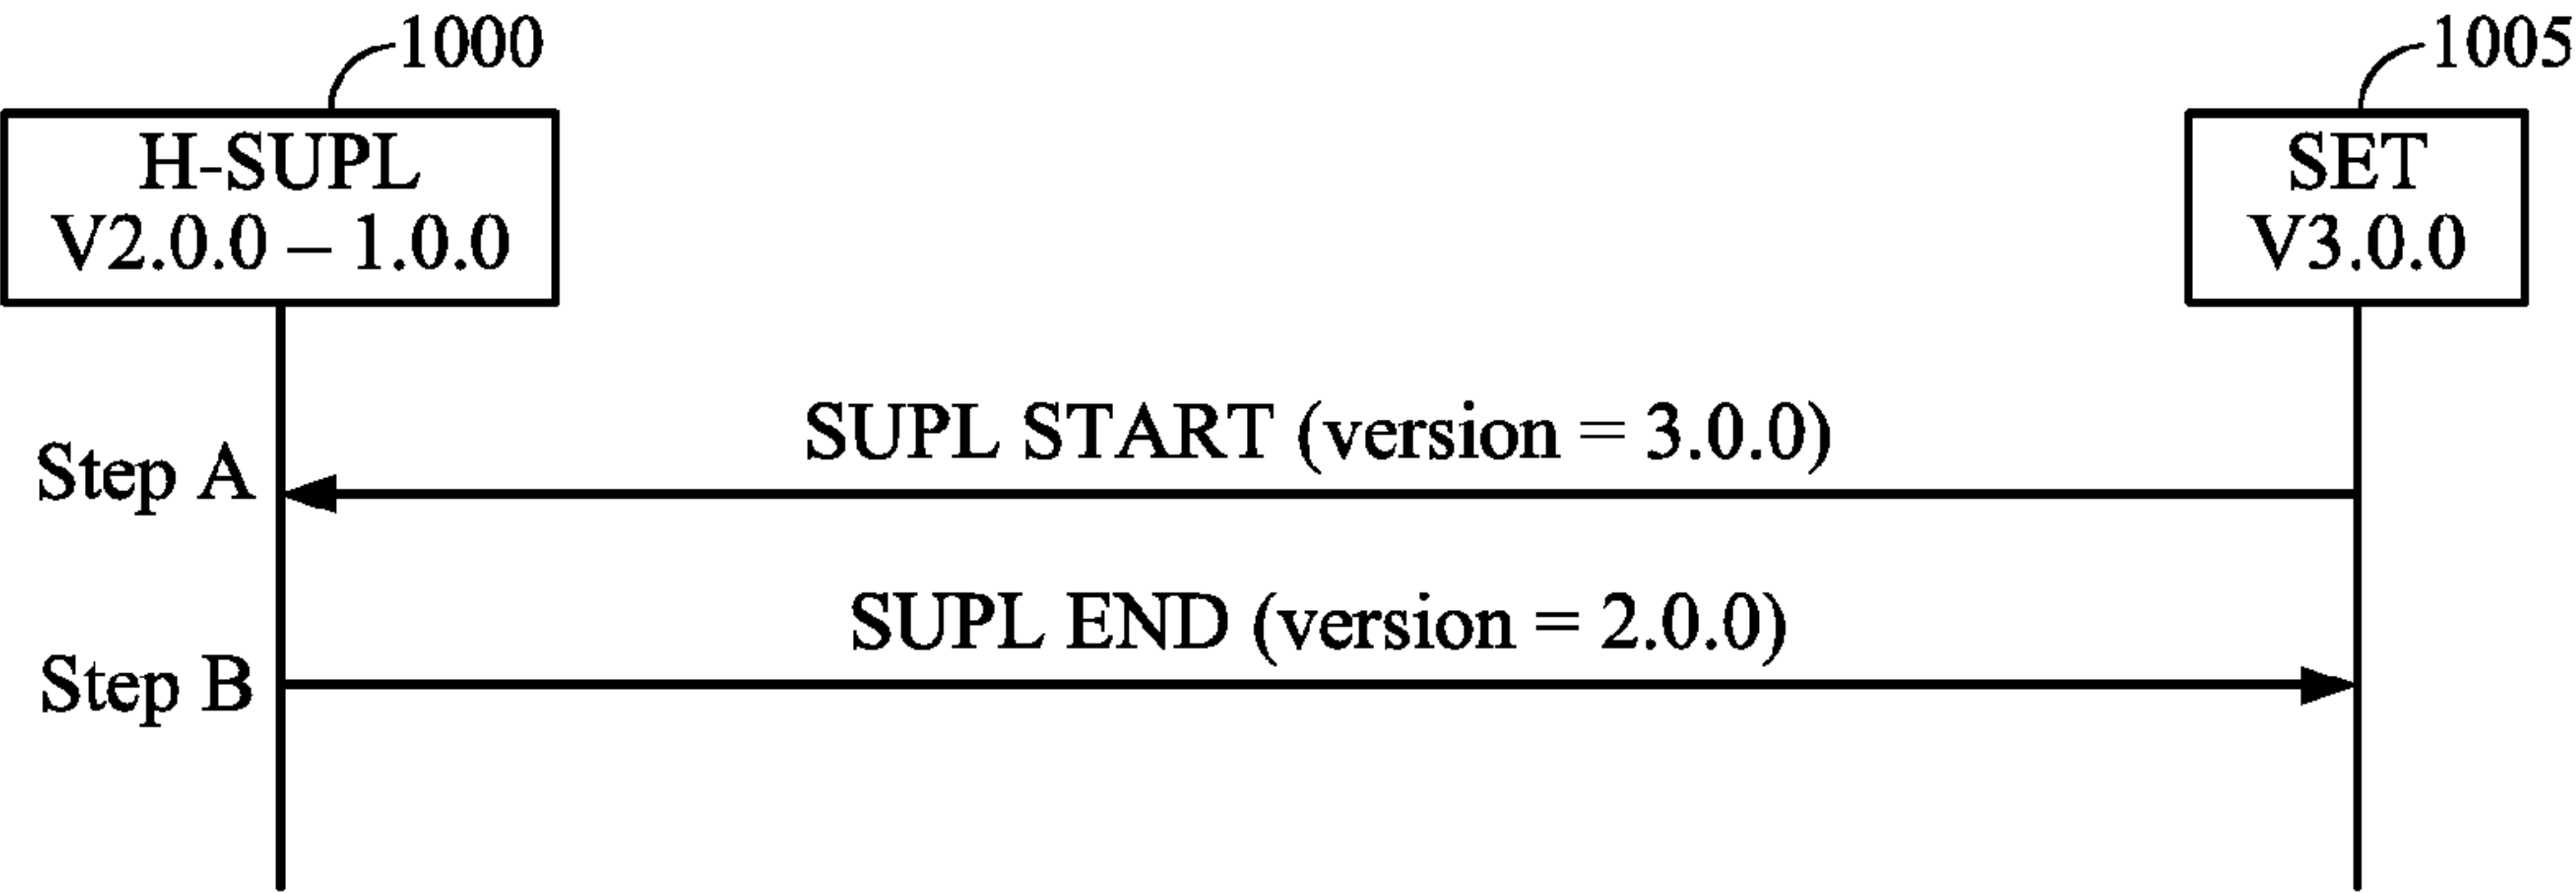 1000
1005
H-SUPL
V2.0.0 – 1.0.0
SET
V3.0.0
SUPL START (version = 3.0.0)
Step A
SUPL END (version = 2.0.0)
Step B